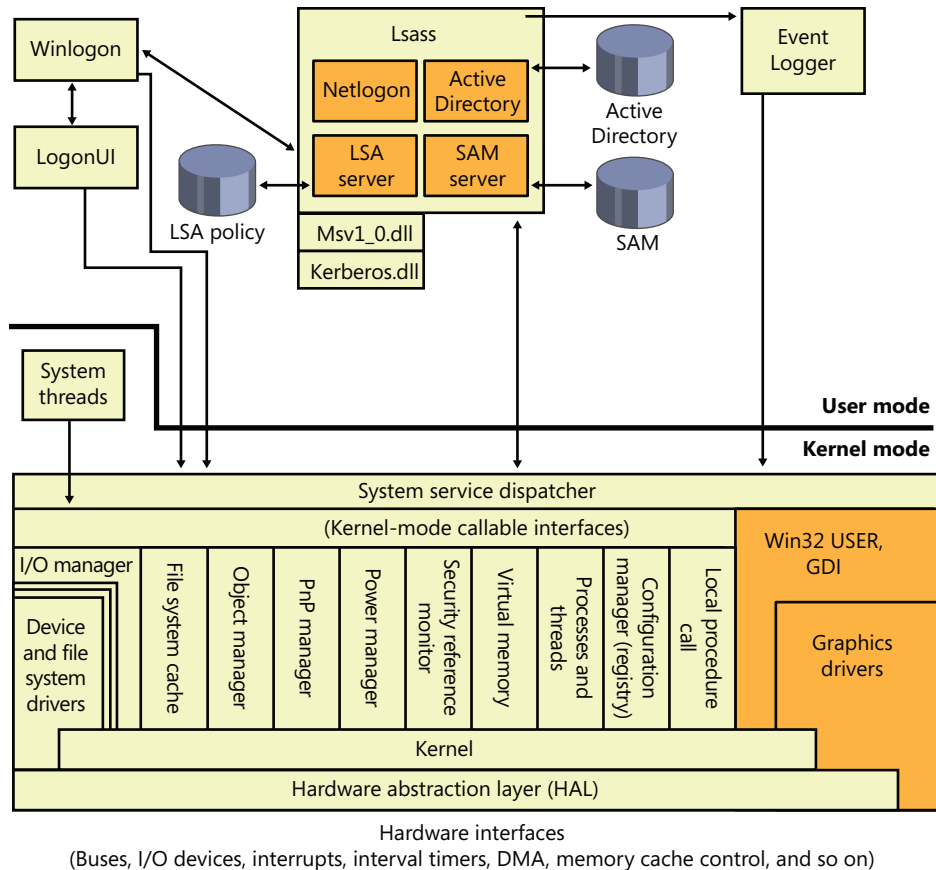 Winlogon
LogonUI
Lsass
Netlogon
Active
Directory
LSA
server
SAM
server
Msv1_0.dll
Kerberos.dll
LSA policy
Active
Directory
SAM
Event
Logger
System
threads
User mode
Kernel mode
System service dispatcher
(Kernel-mode callable interfaces)
I/O manager
Device
and file
system
drivers
File system cache
Object manager
PnP manager
Power manager
Security reference
monitor
Virtual memory
Processes and
threads
Configuration
manager (registry)
Local procedure
call
Win32 USER,
GDI
Graphics
drivers
Kernel
Hardware abstraction layer (HAL)
Hardware interfaces
(Buses, I/O devices, interrupts, interval timers, DMA, memory cache control, and so on)